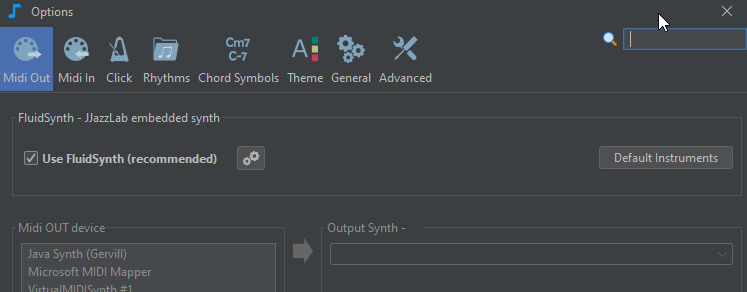 Options
Midi Out
Midi In
Click
Rhythms
Cm7
C-7
Chord Symbols
A
Theme
General
Advanced
FluidSynth - JJazzLab embedded synth
Use FluidSynth (recommended)
Default Instruments
Midi OUT device
Output Synth -
Java Synth (Gervill)
Microsoft MIDI Mapper
VirtualMIDISynth #1